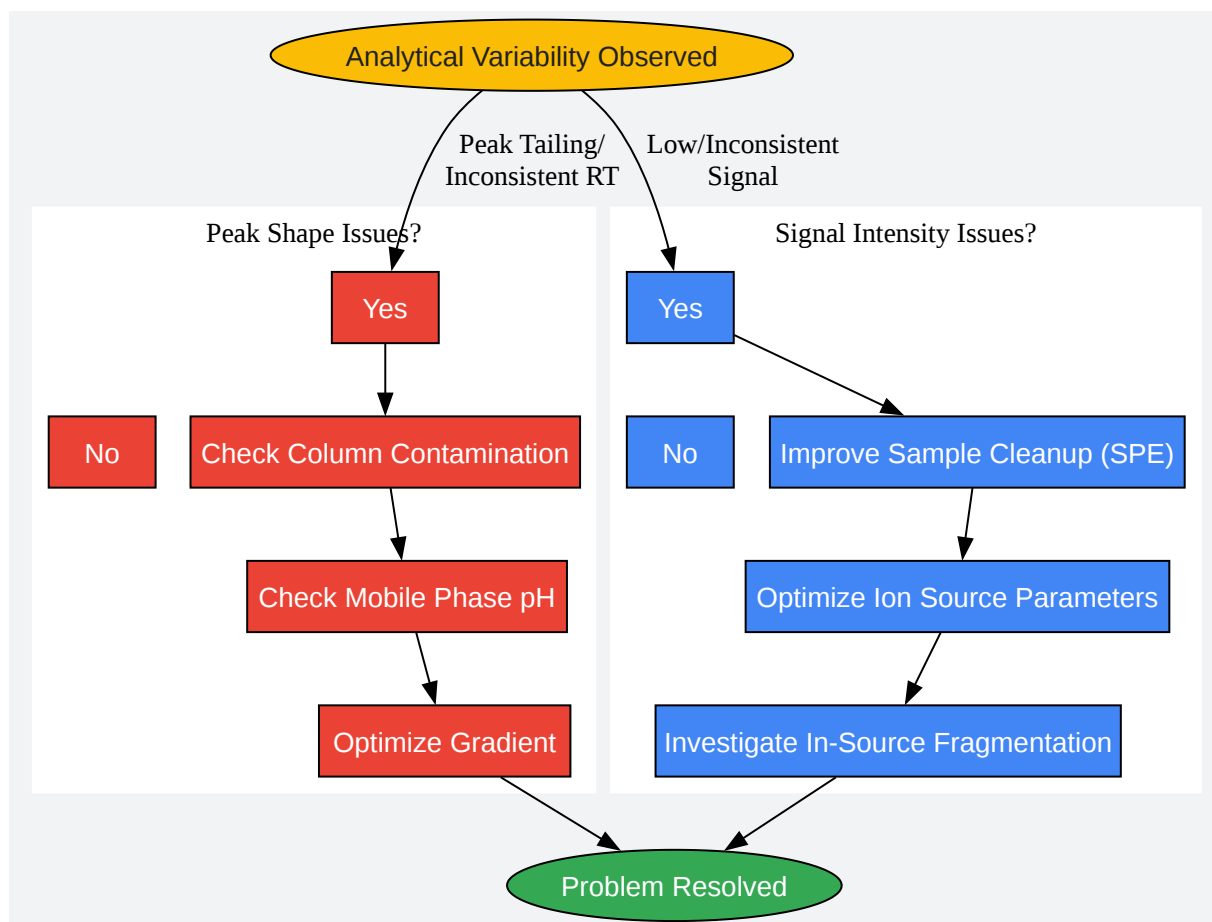 Analytical Variability Observed
Peak Tailing/
Inconsistent RT
Low/Inconsistent
Signal
Peak Shape Issues?
Yes
No
Check Column Contamination
Check Mobile Phase pH
Optimize Gradient
Signal Intensity Issues?
Yes
No
Improve Sample Cleanup (SPE)
Optimize Ion Source Parameters
Investigate In-Source Fragmentation
Problem Resolved